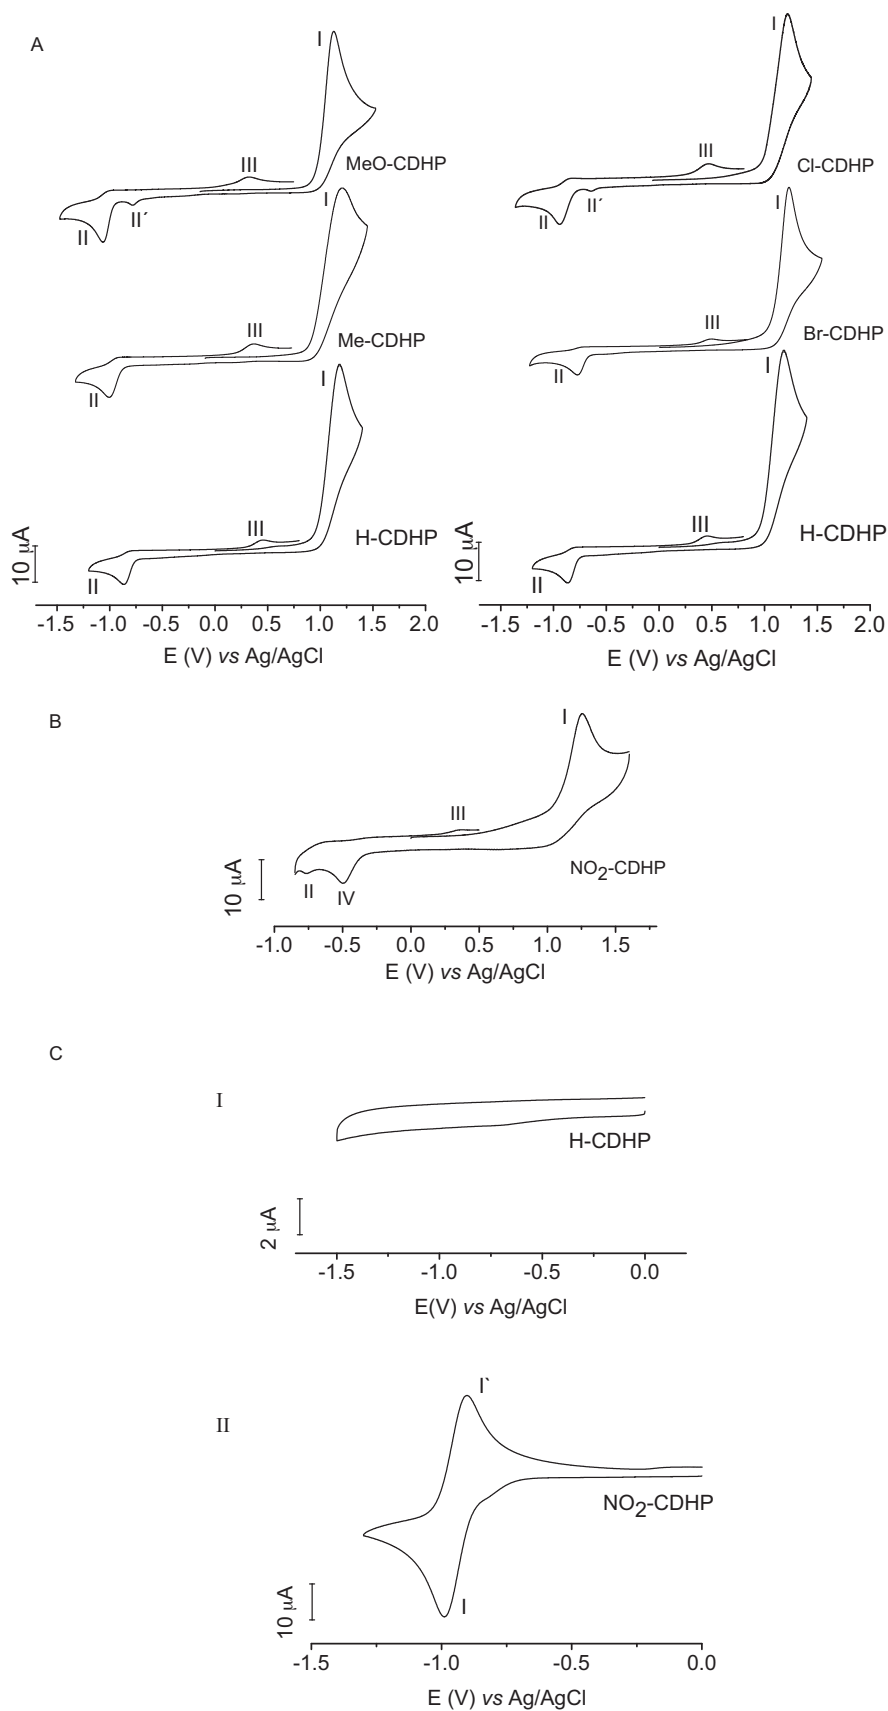 A
I
III
MeO-CDHP
II
II´
I
III
Me-CDHP
II
I
III
H-CDHP
II
10 µA
-1.5 -1.0 -0.5 0.0 0.5 1.0 1.5 2.0
E (V) vs Ag/AgCl
I
III
Cl-CDHP
II
II´
I
III
Br-CDHP
II
I
III
H-CDHP
II
10 µA
-1.5 -1.0 -0.5 0.0 0.5 1.0 1.5 2.0
E (V) vs Ag/AgCl
B
I
III
NO2-CDHP
II
IV
10 µA
-1.0 -0.5 0.0 0.5 1.0 1.5
E (V) vs Ag/AgCl
C
I
H-CDHP
2 µA
-1.5 -1.0 -0.5 0.0
E(V) vs Ag/AgCl
II
I`
NO2-CDHP
I
10 µA
-1.5 -1.0 -0.5 0.0
E (V) vs Ag/AgCl